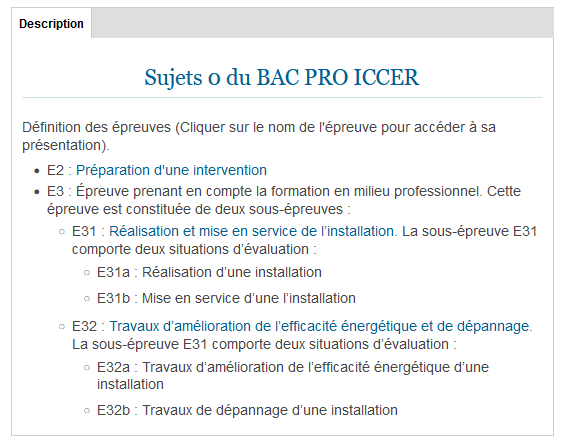 Description
Sujets 0 du BAC PRO ICCER
Définition des épreuves (Cliquer sur le nom de l'épreuve pour accéder à sa
présentation).
• E2 : Préparation d'une intervention
• E3 : Épreuve prenant en compte la formation en milieu professionnel. Cette
épreuve est constituée de deux sous-épreuves :
○ E31 : Réalisation et mise en service de l’installation. La sous-épreuve E31
comporte deux situations d’évaluation :
○ E31a : Réalisation d’une installation
○ E31b : Mise en service d’une l’installation
○ E32 : Travaux d’amélioration de l’efficacité énergétique et de dépannage.
La sous-épreuve E31 comporte deux situations d’évaluation :
○ E32a : Travaux d’amélioration de l’efficacité énergétique d’une
installation
○ E32b : Travaux de dépannage d’une installation